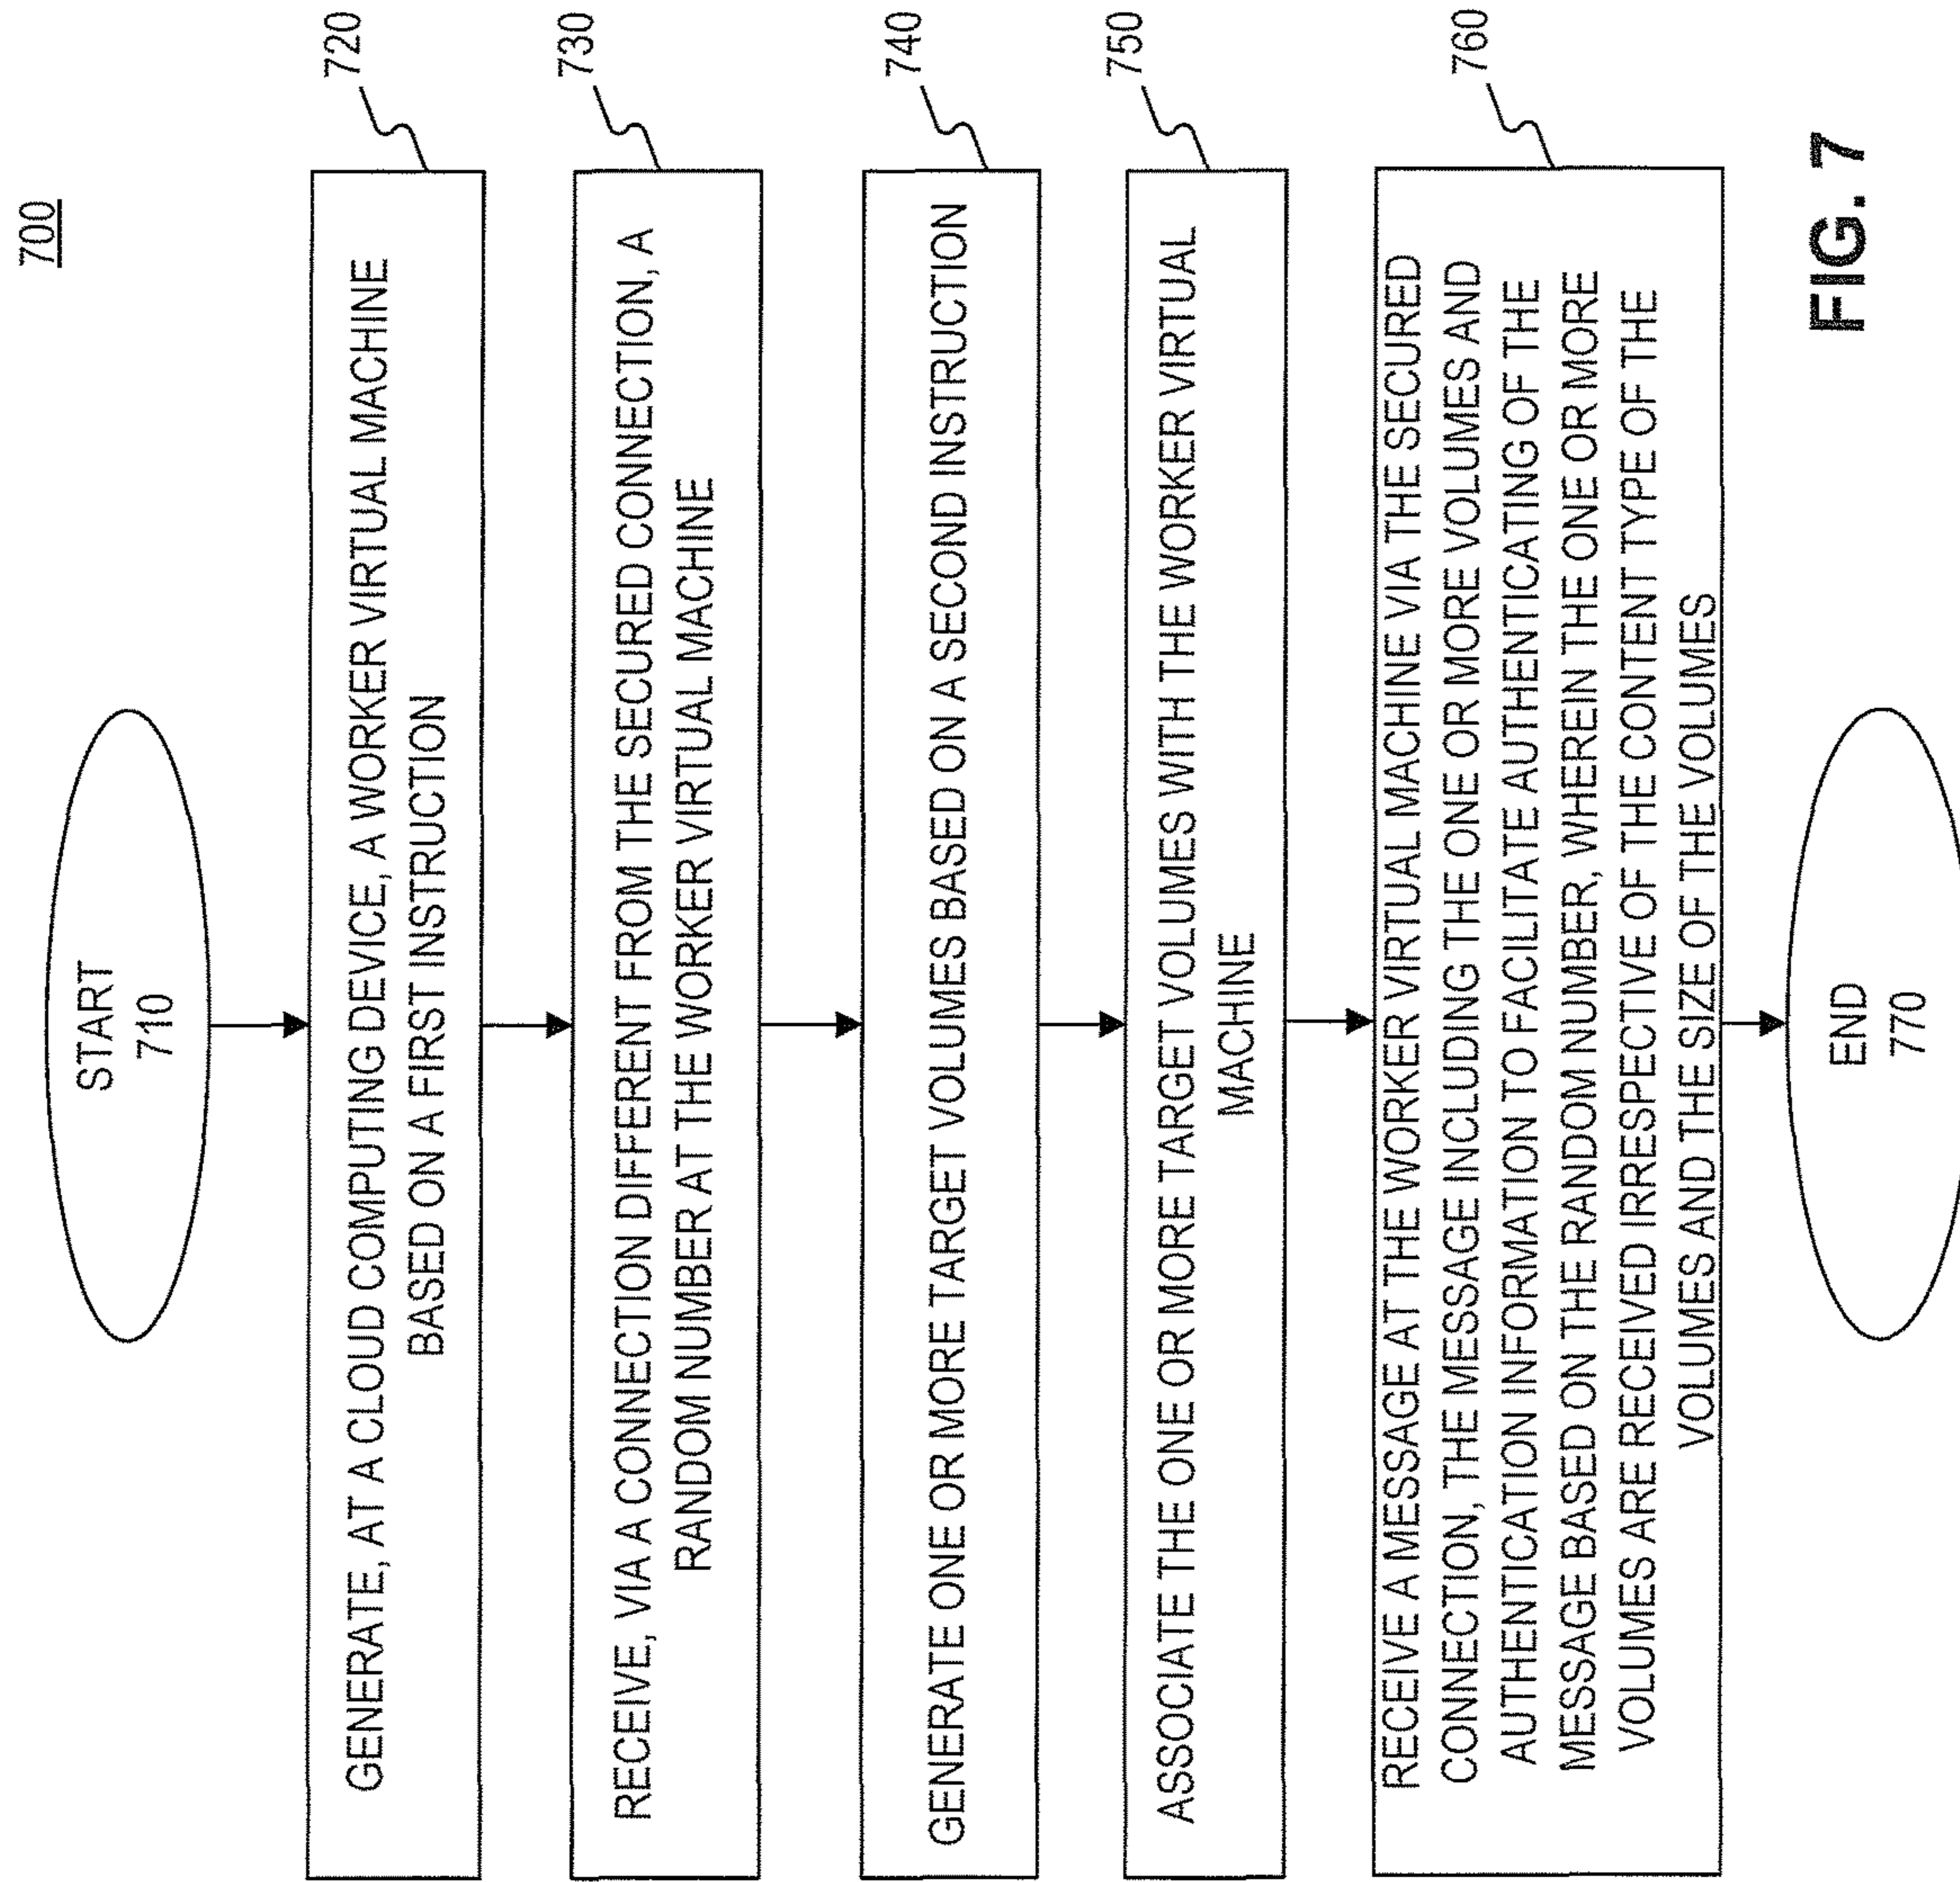 700
START
710
GENERATE, AT A CLOUD COMPUTING DEVICE, A WORKER VIRTUAL MACHINE
BASED ON A FIRST INSTRUCTION
720
RECEIVE, VIA A CONNECTION DIFFERENT FROM THE SECURED CONNECTION, A
RANDOM NUMBER AT THE WORKER VIRTUAL MACHINE
730
GENERATE ONE OR MORE TARGET VOLUMES BASED ON A SECOND INSTRUCTION
740
ASSOCIATE THE ONE OR MORE TARGET VOLUMES WITH THE WORKER VIRTUAL
MACHINE
750
RECEIVE A MESSAGE AT THE WORKER VIRTUAL MACHINE VIA THE SECURED
CONNECTION, THE MESSAGE INCLUDING THE ONE OR MORE VOLUMES AND
AUTHENTICATION INFORMATION TO FACILITATE AUTHENTICATING OF THE
MESSAGE BASED ON THE RANDOM NUMBER, WHEREIN THE ONE OR MORE
VOLUMES ARE RECEIVED IRRESPECTIVE OF THE CONTENT TYPE OF THE
VOLUMES AND THE SIZE OF THE VOLUMES
760
END
770
FIG. 7